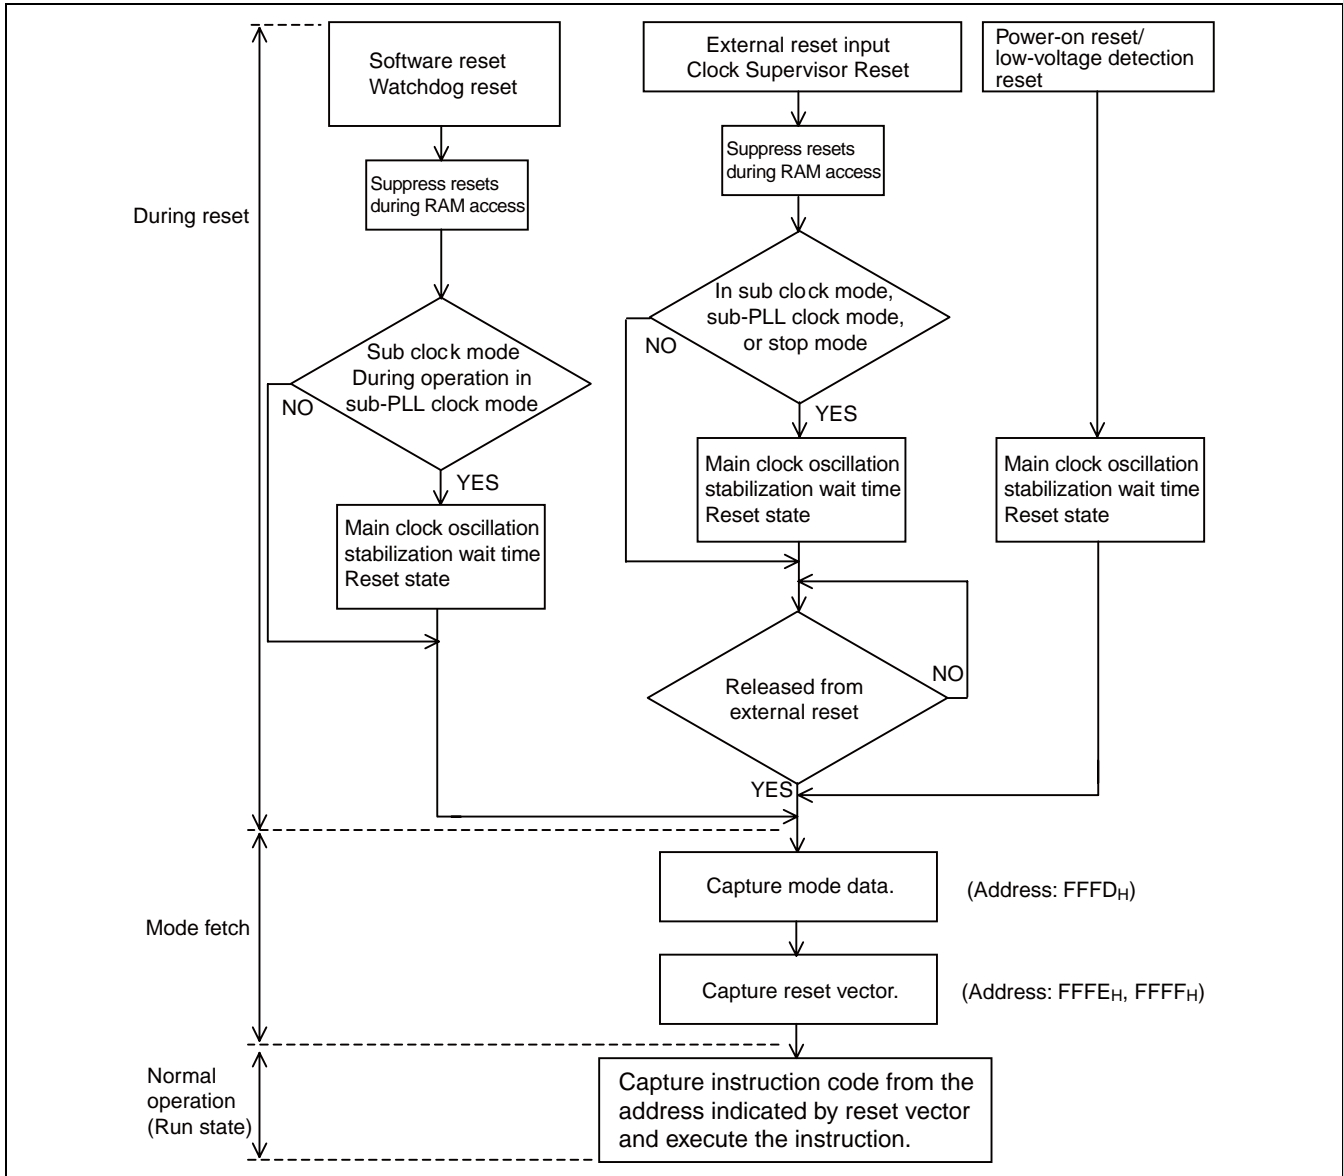 Software reset
Watchdog reset
External reset input
Clock Supervisor Reset
Power-on reset/
low-voltage detection
reset
Suppress resets
during RAM access
Suppress resets
during RAM access
During reset
In sub clock mode,
sub-PLL clock mode,
or stop mode
NO
YES
Sub clock mode
During operation in
sub-PLL clock mode
NO
YES
Main clock oscillation
stabilization wait time
Reset state
Main clock oscillation
stabilization wait time
Reset state
Main clock oscillation
stabilization wait time
Reset state
Released from
external reset
NO
YES
Mode fetch
Capture mode data.
(Address: FFFDH)
Capture reset vector.
(Address: FFFEH, FFFFH)
Normal
operation
(Run state)
Capture instruction code from the
address indicated by reset vector
and execute the instruction.